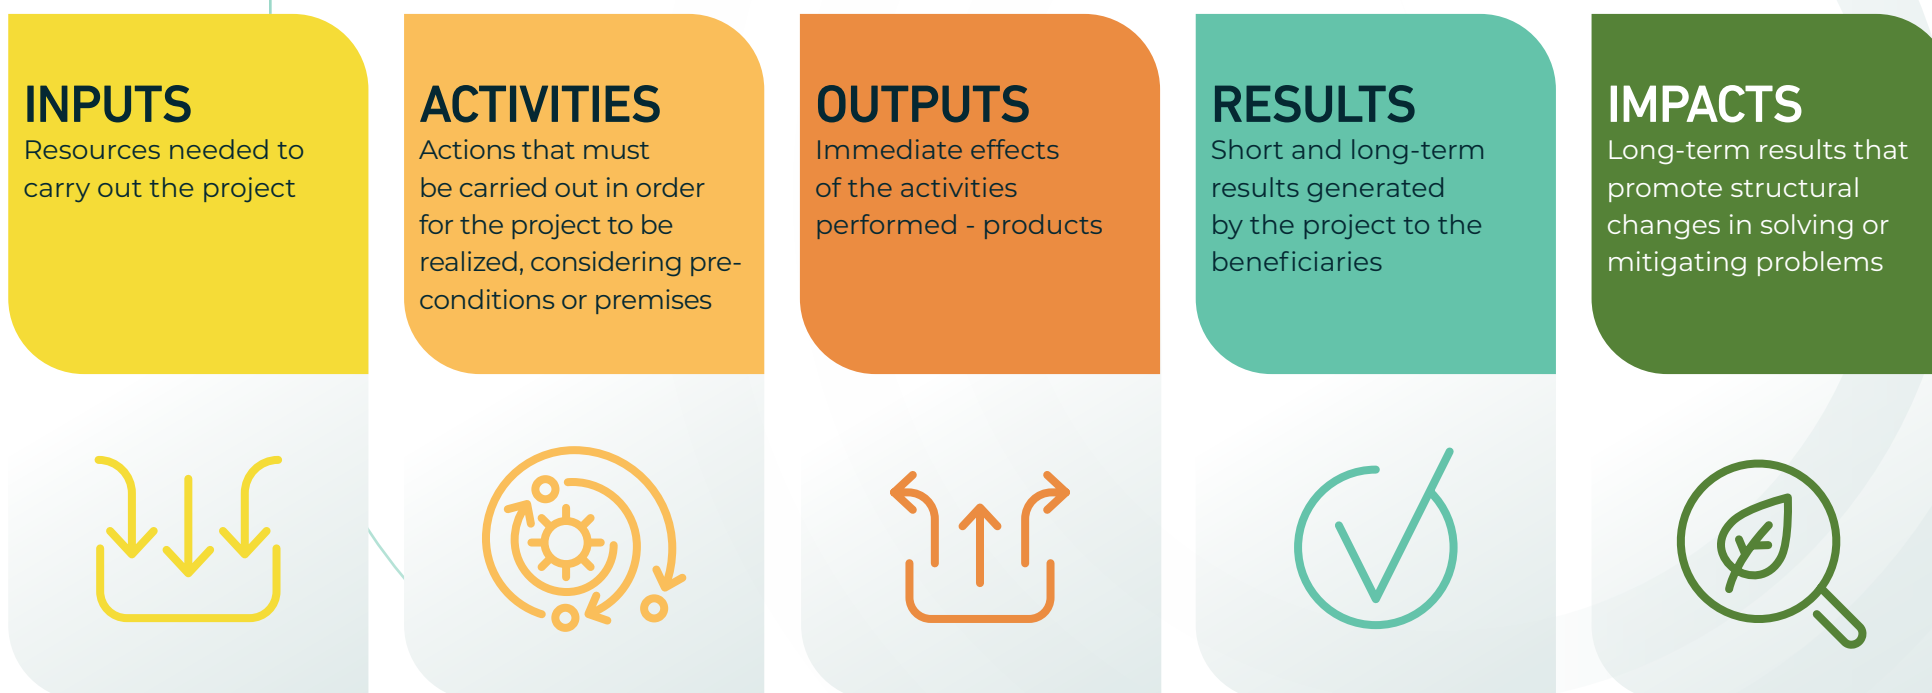 INPUTS
Resources needed to
carry out the project
ACTIVITIES
Actions that must
be carried out in order
for the project to be
realized, considering pre-
conditions or premises
OUTPUTS
Immediate effects
of the activities
performed - products
RESULTS
Short and long-term
results generated
by the project to the
beneficiaries
IMPACTS
Long-term results that
promote structural
changes in solving or
mitigating problems